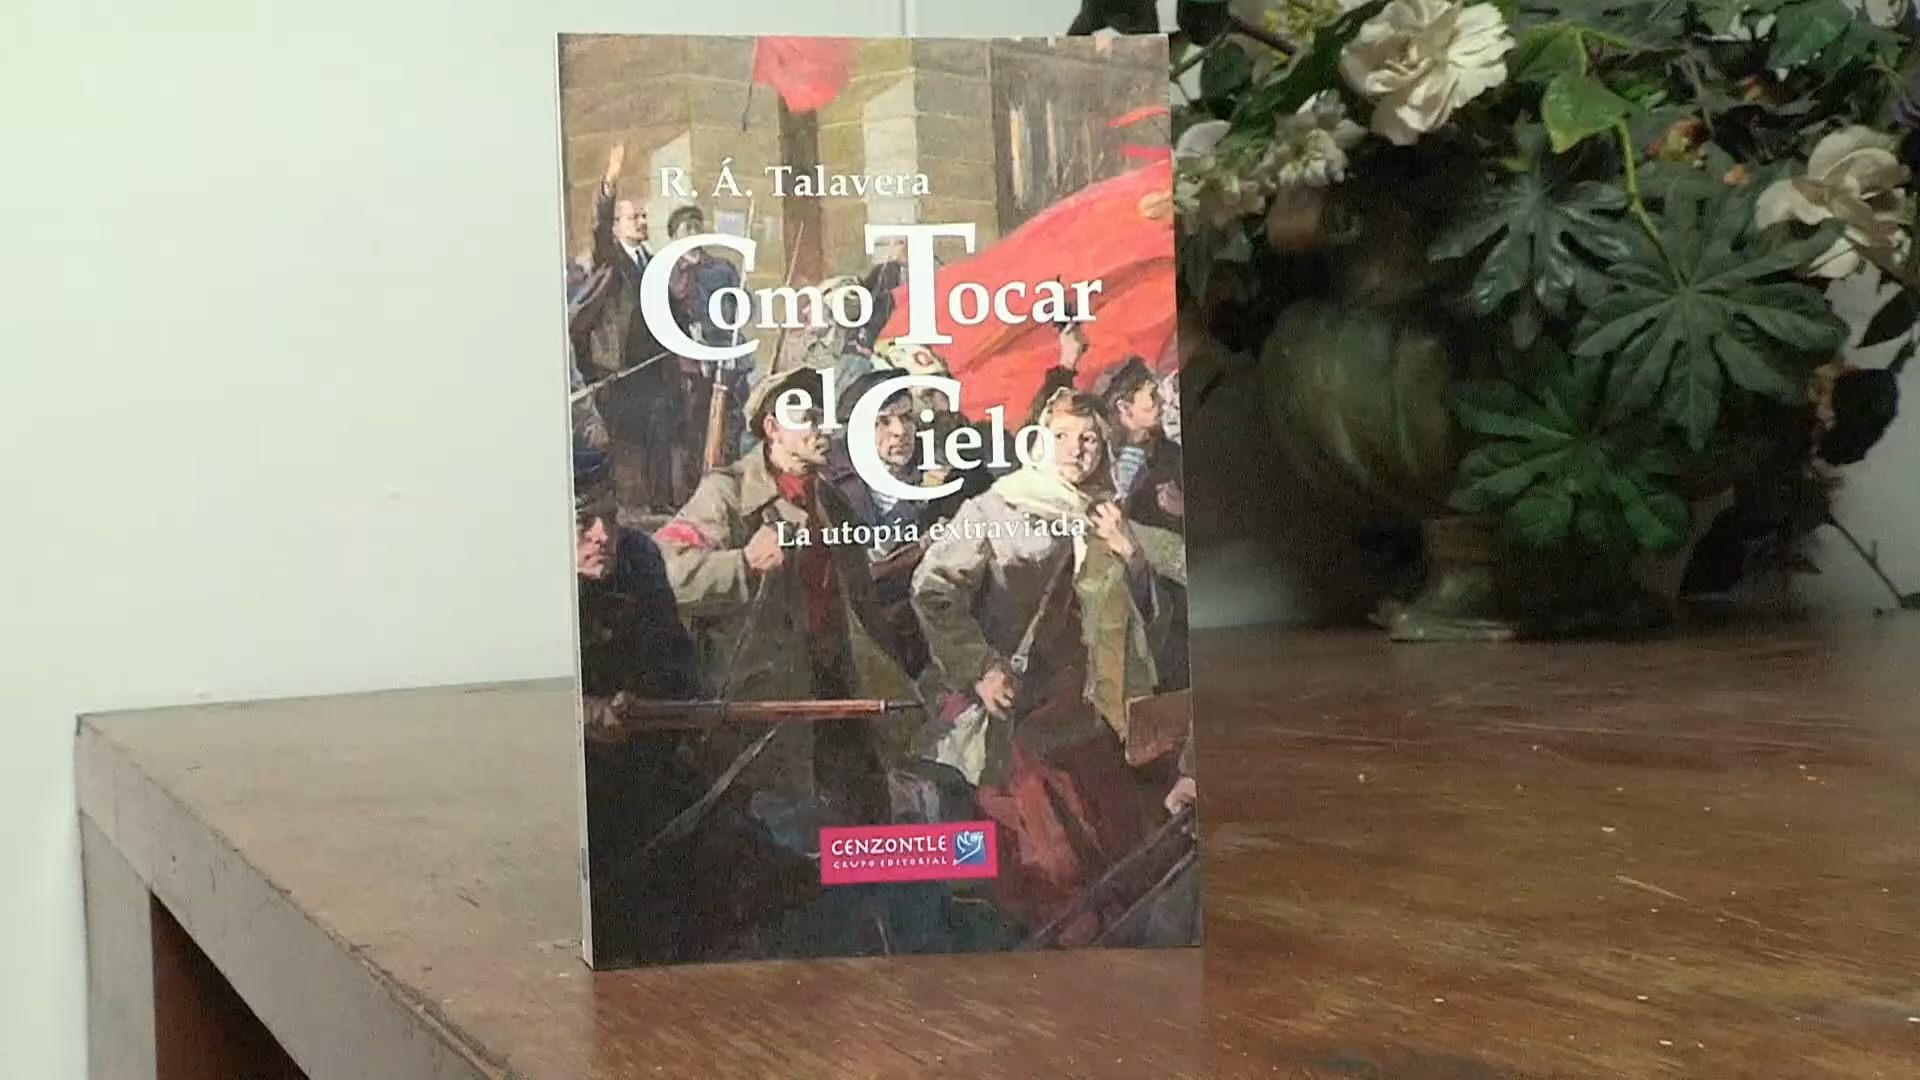 R. Á. Talavera
Como Tocar
el Cielo
La utopía extraviada
CENZONTLE
GRUPO EDITORIAL